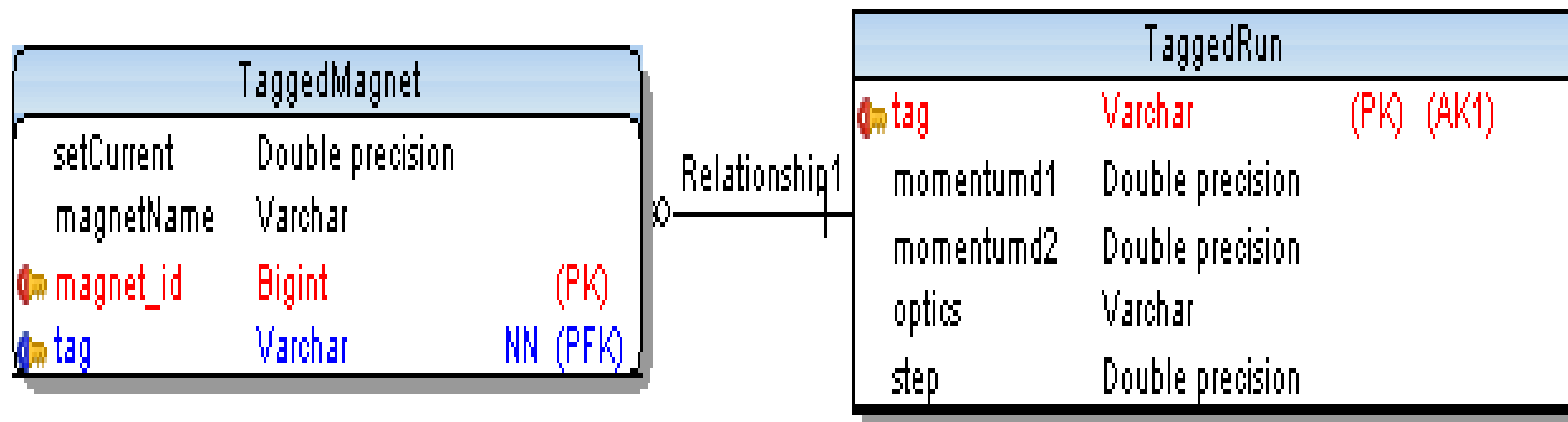 TaggedMagnet
setCurrent Double precision
magnetName Varchar
magnet_id Bigint (PK)
tag Varchar NN (PFK)
Relationship1
TaggedRun
tag Varchar (PK) (AK1)
momentumd1 Double precision
momentumd2 Double precision
optics Varchar
step Double precision